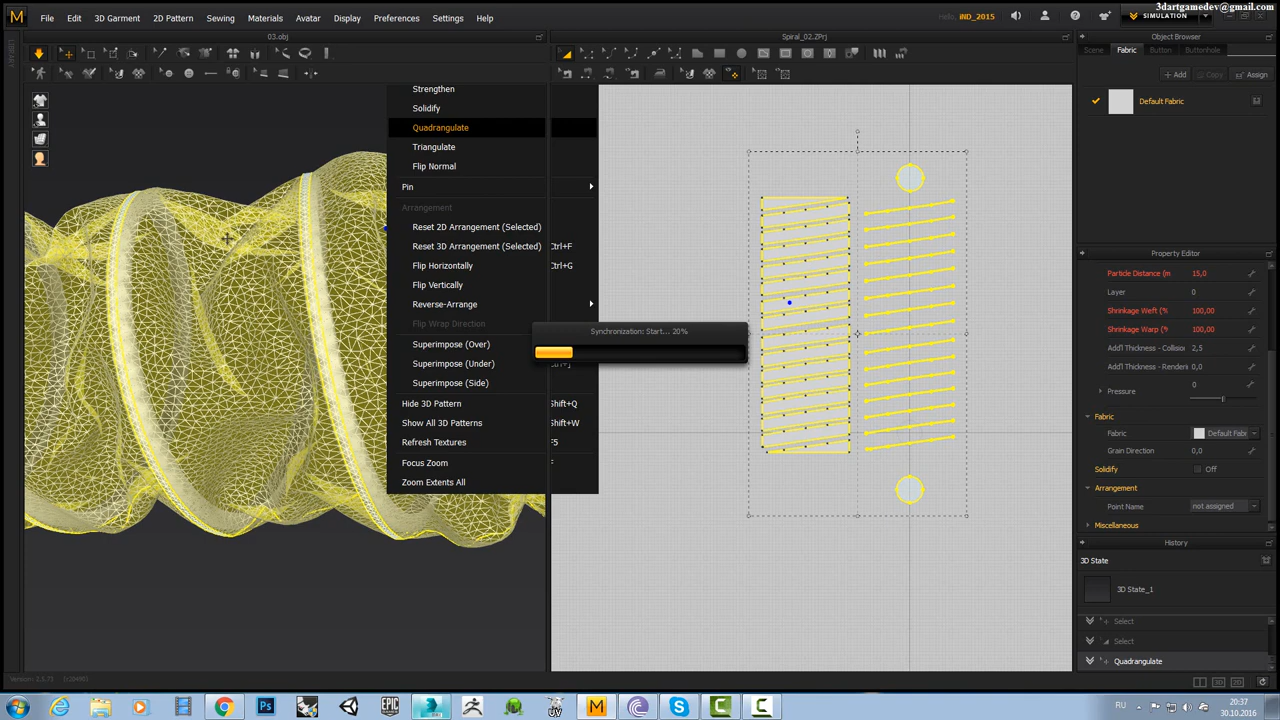 3dartgamedev@gmail.com
M File Edit 3D Garment 2D Pattern Sewing Materials Avatar Display Preferences Settings Help Hello, iND_2015 SIMULATION
03.obj Spiral_02.ZPrj Object Browser
LIBRARY
Scene Fabric Button Buttonhole
+ Add Copy Assign
Default Fabric
Strengthen
Solidify
Quadrangulate
Triangulate
Flip Normal
Pin
Arrangement
Reset 2D Arrangement (Selected)
Reset 3D Arrangement (Selected) Ctrl+F
Flip Horizontally Ctrl+G
Flip Vertically
Reverse-Arrange
Flip Wrap Direction
Superimpose (Over)
Superimpose (Under) Ctrl+J
Superimpose (Side)
Hide 3D Pattern Shift+Q
Show All 3D Patterns Shift+W
Refresh Textures F5
Focus Zoom F
Zoom Extents All
Synchronization: Start... 20%
Property Editor
Particle Distance (m 15,0
Layer 0
Shrinkage Weft (% 100,00
Shrinkage Warp (% 100,00
Add'l Thickness - Collisio 2,5
Add'l Thickness - Renderi 0,0
Pressure 0
Fabric
Fabric Default Fabi
Grain Direction 0,0
Solidify Off
Arrangement
Point Name not assigned
Miscellaneous
History
3D State
3D State_1
Select
Select
Quadrangulate
3D 2D
RU 20:37
30.10.2016